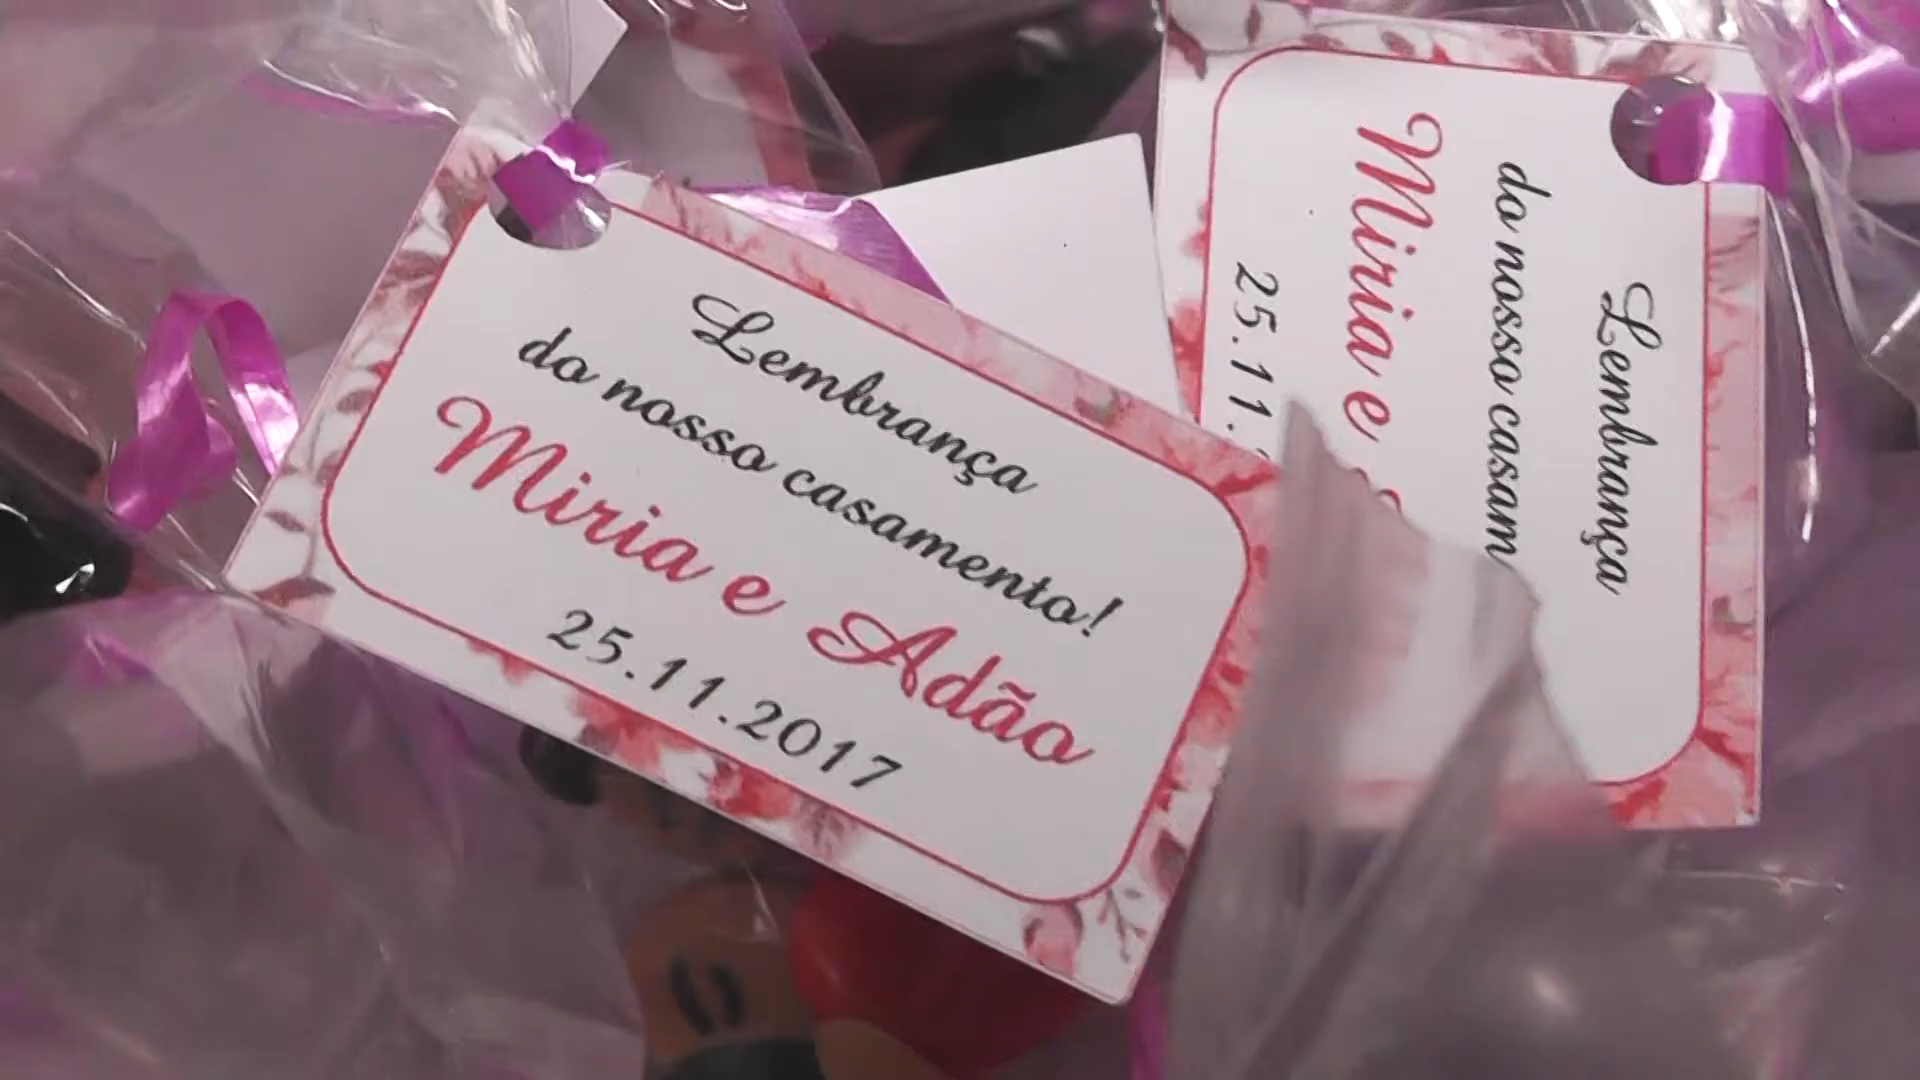 Lembrança
do nosso casamento!
Miria e Adão
25.11.2017
Lembrança
do nosso casam
Miria e
25.11.